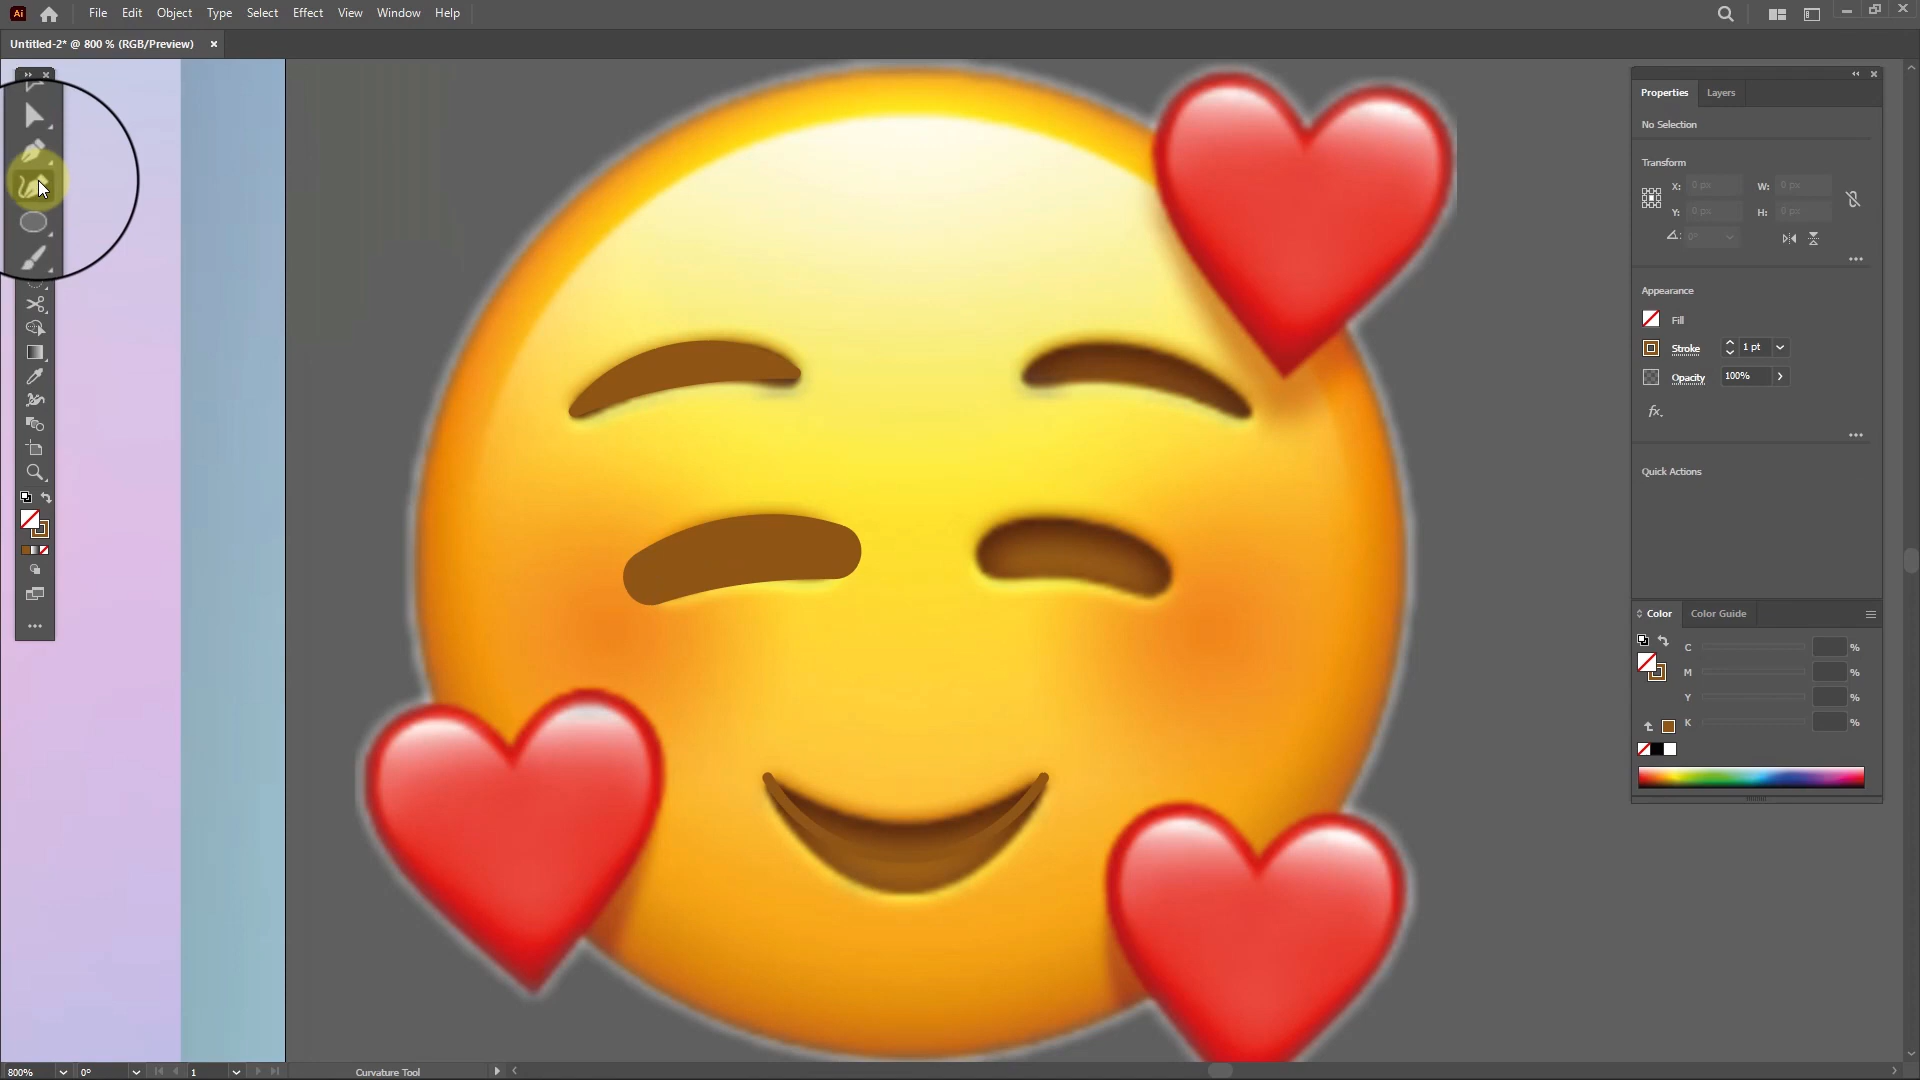 Ai
File Edit Object Type Select Effect View Window Help
Untitled-2* @ 800 % (RGB/Preview) ×
Properties Layers
No Selection
Transform
X: 0 px W: 0 px
Y: 0 px H: 0 px
0°
Appearance
Fill
Stroke 1 pt
Opacity 100%
fx.
Quick Actions
Color Color Guide
C %
M %
Y %
K %
800% 0° 1 Curvature Tool